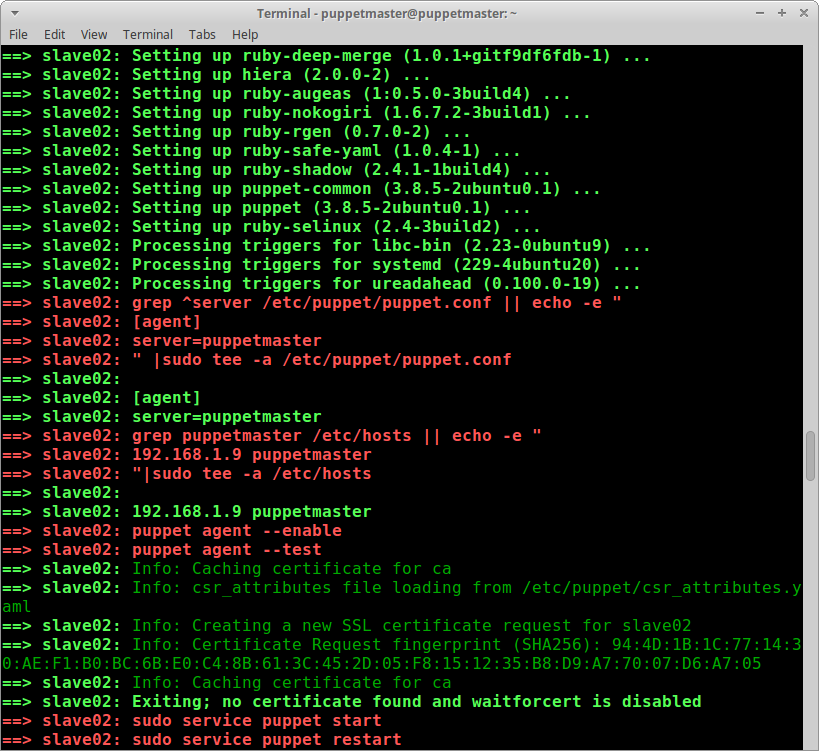 Terminal - puppetmaster@puppetmaster: ~
File Edit View Terminal Tabs Help
==> slave02: Setting up ruby-deep-merge (1.0.1+gitf9df6fdb-1) ...
==> slave02: Setting up hiera (2.0.0-2) ...
==> slave02: Setting up ruby-augeas (1:0.5.0-3build4) ...
==> slave02: Setting up ruby-nokogiri (1.6.7.2-3build1) ...
==> slave02: Setting up ruby-rgen (0.7.0-2) ...
==> slave02: Setting up ruby-safe-yaml (1.0.4-1) ...
==> slave02: Setting up ruby-shadow (2.4.1-1build4) ...
==> slave02: Setting up puppet-common (3.8.5-2ubuntu0.1) ...
==> slave02: Setting up puppet (3.8.5-2ubuntu0.1) ...
==> slave02: Setting up ruby-selinux (2.4-3build2) ...
==> slave02: Processing triggers for libc-bin (2.23-0ubuntu9) ...
==> slave02: Processing triggers for systemd (229-4ubuntu20) ...
==> slave02: Processing triggers for ureadahead (0.100.0-19) ...
==> slave02: grep ^server /etc/puppet/puppet.conf || echo -e "
==> slave02: [agent]
==> slave02: server=puppetmaster
==> slave02: " |sudo tee -a /etc/puppet/puppet.conf
==> slave02:
==> slave02: [agent]
==> slave02: server=puppetmaster
==> slave02: grep puppetmaster /etc/hosts || echo -e "
==> slave02: 192.168.1.9 puppetmaster
==> slave02: "|sudo tee -a /etc/hosts
==> slave02:
==> slave02: 192.168.1.9 puppetmaster
==> slave02: puppet agent --enable
==> slave02: puppet agent --test
==> slave02: Info: Caching certificate for ca
==> slave02: Info: csr_attributes file loading from /etc/puppet/csr_attributes.y
aml
==> slave02: Info: Creating a new SSL certificate request for slave02
==> slave02: Info: Certificate Request fingerprint (SHA256): 94:4D:1B:1C:77:14:3
0:AE:F1:B0:BC:6B:E0:C4:8B:61:3C:45:2D:05:F8:15:12:35:B8:D9:A7:70:07:D6:A7:05
==> slave02: Info: Caching certificate for ca
==> slave02: Exiting; no certificate found and waitforcert is disabled
==> slave02: sudo service puppet start
==> slave02: sudo service puppet restart